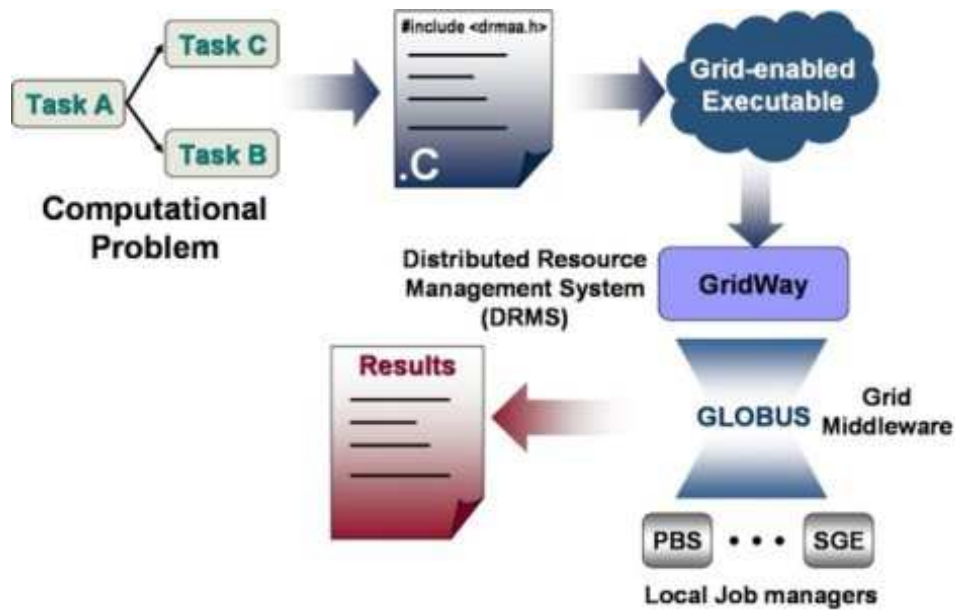 Task C
Task A
Task B
Computational
Problem
#include <drmaa.h>
.C
Grid-enabled
Executable
Distributed Resource
Management System
(DRMS)
GridWay
Results
GLOBUS
Grid
Middleware
PBS • • • SGE
Local Job managers